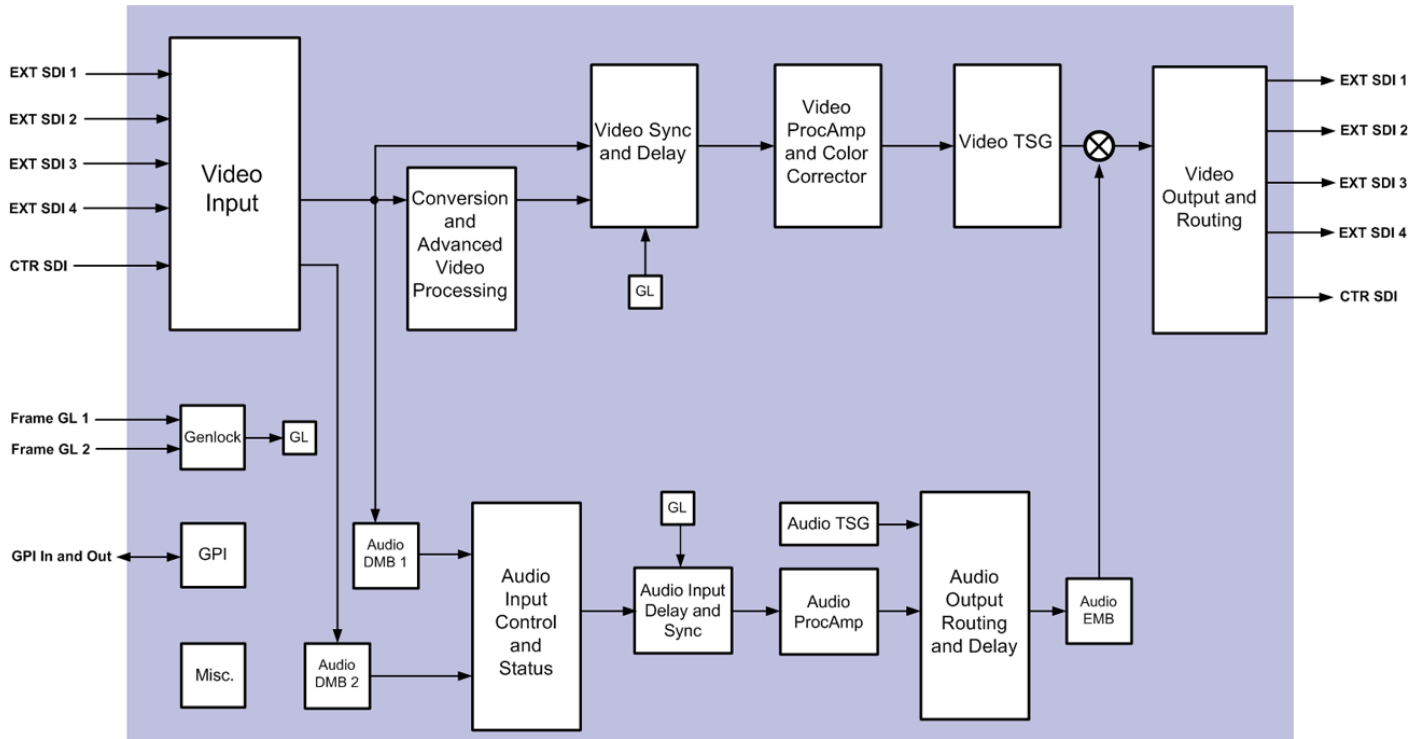 EXT SDI 1
EXT SDI 2
EXT SDI 3
EXT SDI 4
CTR SDI
Video
Input
Conversion
and
Advanced
Video
Processing
Video Sync
and Delay
GL
Video
ProcAmp
and Color
Corrector
Video TSG
Video
Output and
Routing
EXT SDI 1
EXT SDI 2
EXT SDI 3
EXT SDI 4
CTR SDI
Frame GL 1
Frame GL 2
Genlock
GL
GPI In and Out
GPI
Misc.
Audio
DMB 1
Audio
DMB 2
Audio
Input
Control
and
Status
GL
Audio Input
Delay and
Sync
Audio TSG
Audio
ProcAmp
Audio
Output
Routing
and Delay
Audio
EMB